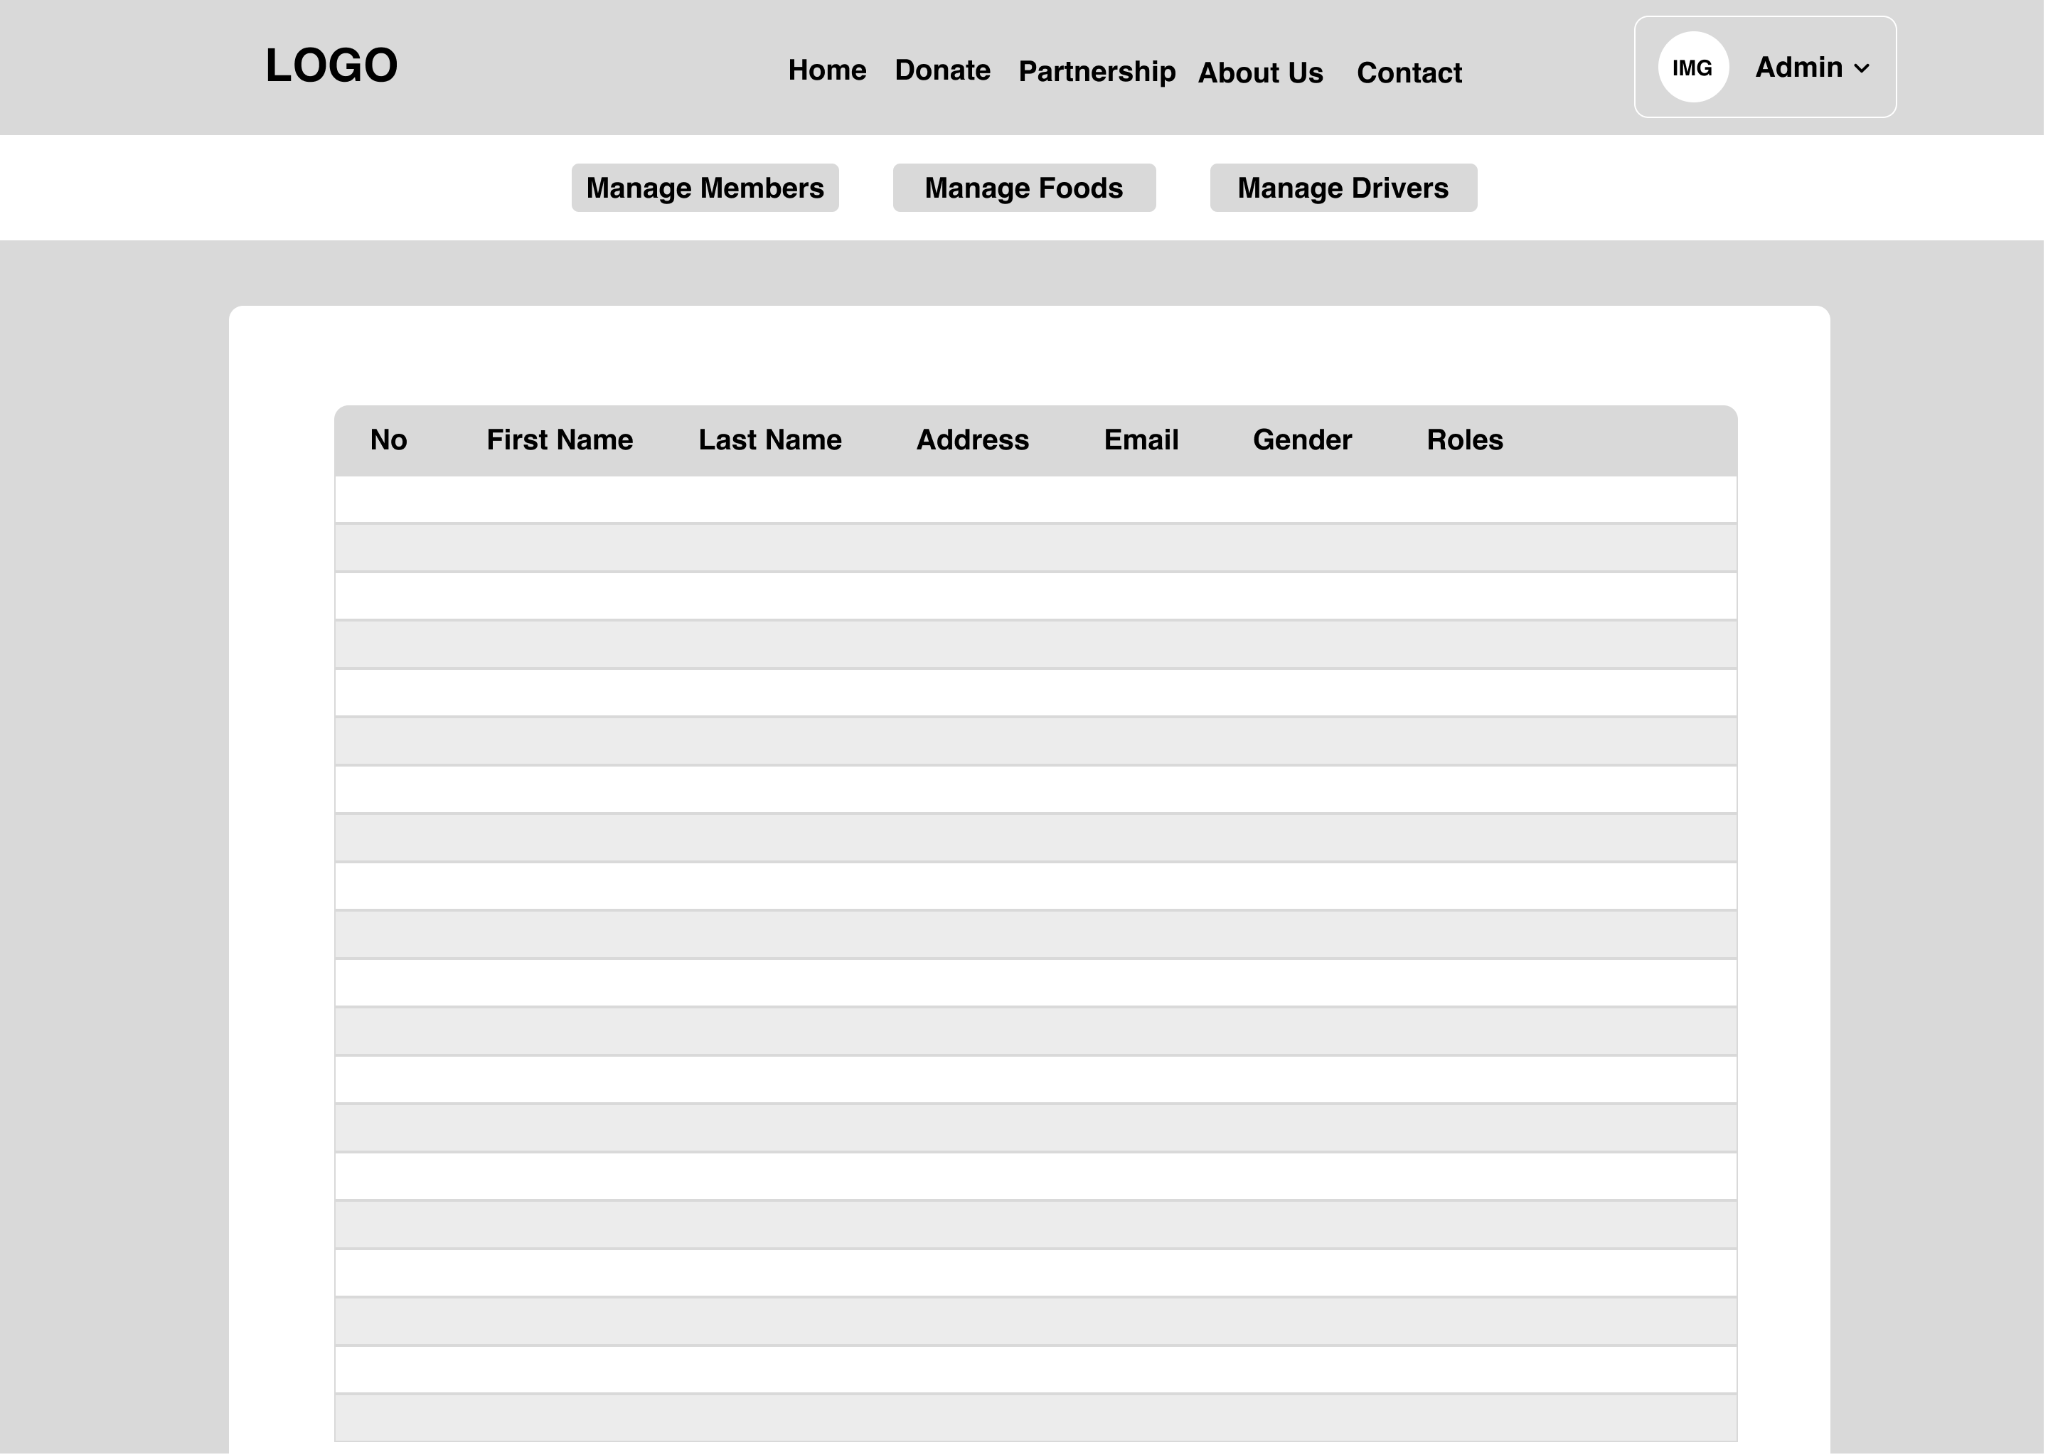 LOGO Home Donate Partnership About Us Contact IMG Admin
Manage Members Manage Foods Manage Drivers
No First Name Last Name Address Email Gender Roles